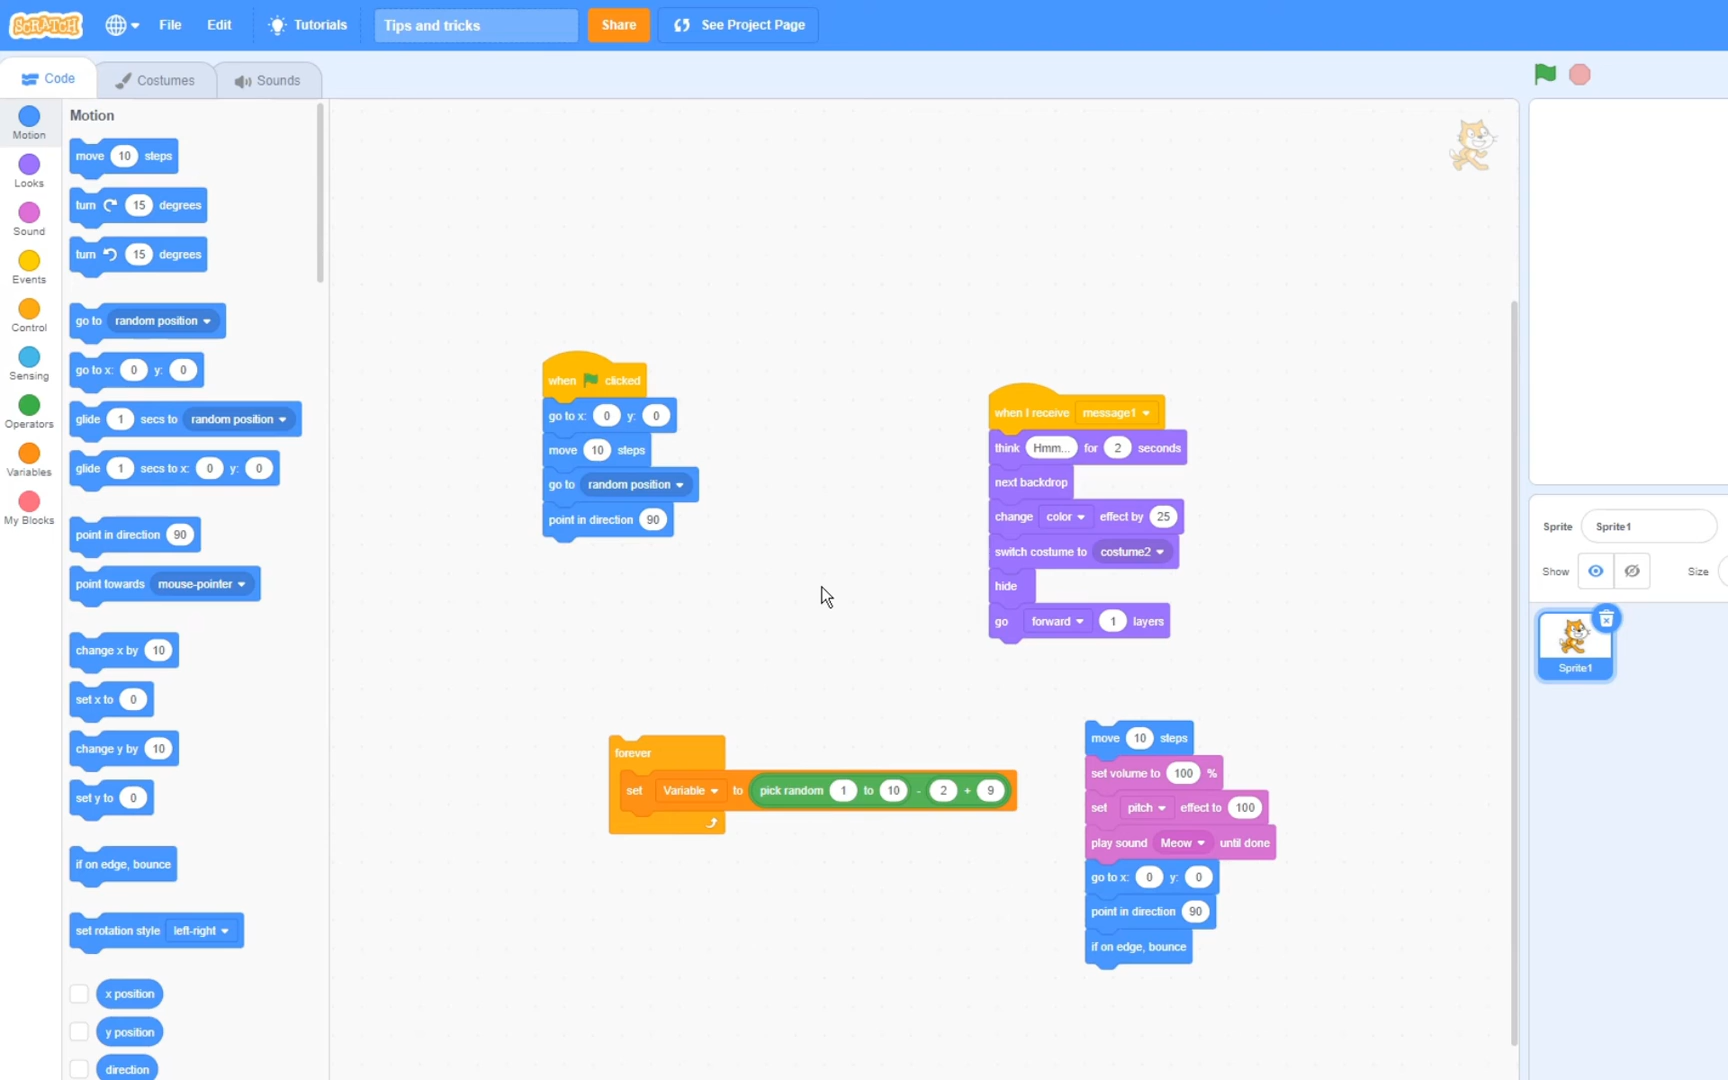 SCRATCH File Edit Tutorials Tips and tricks Share See Project Page
Code Costumes Sounds
Motion
Looks
Sound
Events
Control
Sensing
Operators
Variables
My Blocks
Motion
move 10 steps
turn 15 degrees
turn 15 degrees
go to random position
go to x: 0 y: 0
glide 1 secs to random position
glide 1 secs to x: 0 y: 0
point in direction 90
point towards mouse-pointer
change x by 10
set x to 0
change y by 10
set y to 0
if on edge, bounce
set rotation style left-right
x position
y position
direction
when clicked
go to x: 0 y: 0
move 10 steps
go to random position
point in direction 90
when I receive message1
think Hmm... for 2 seconds
next backdrop
change color effect by 25
switch costume to costume2
hide
go forward 1 layers
forever
set Variable to pick random 1 to 10 - 2 + 9
move 10 steps
set volume to 100 %
set pitch effect to 100
play sound Meow until done
go to x: 0 y: 0
point in direction 90
if on edge, bounce
Sprite Sprite1
Show Size
Sprite1